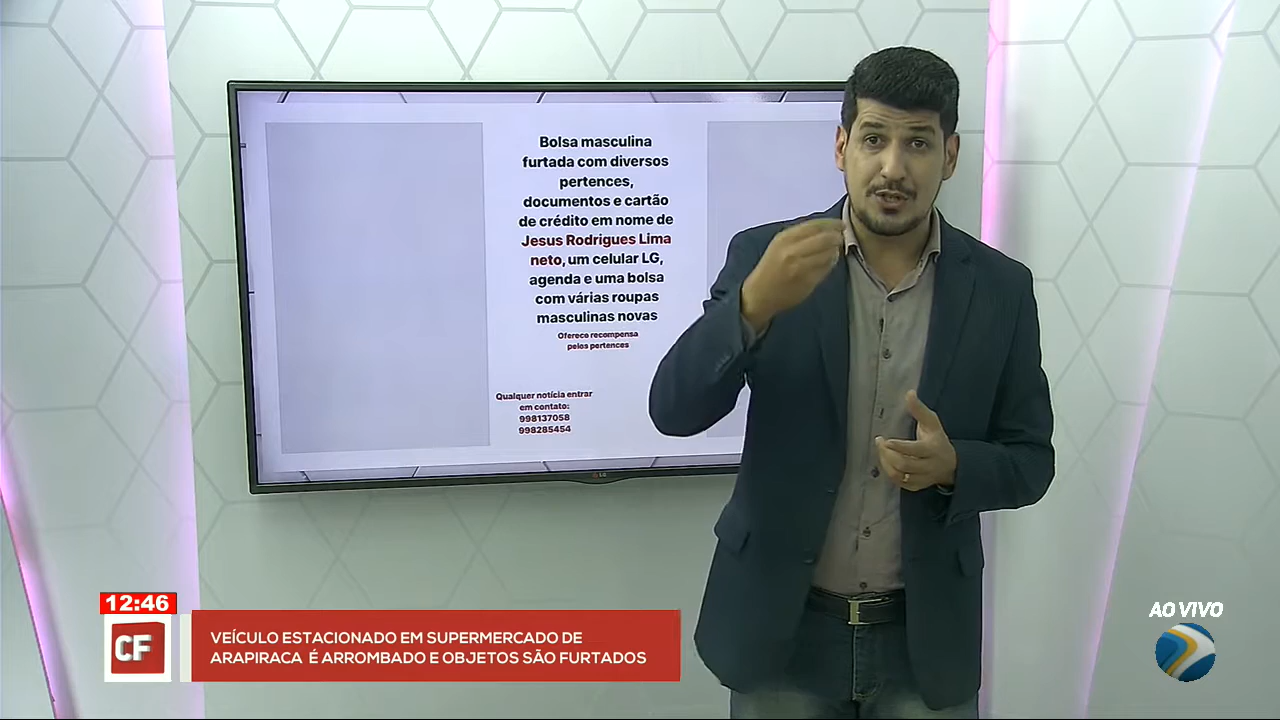 Bolsa masculina
furtada com diversos
pertences,
documentos e cartão
de crédito em nome de
Jesus Rodrigues Lima
neto, um celular LG,
agenda e uma bolsa
com várias roupas
masculinas novas
Ofereco recompensa
pelos pertences
Qualquer notícia entrar
em contato:
998137058
998285454
LG
12:46
CF
VEÍCULO ESTACIONADO EM SUPERMERCADO DE
ARAPIRACA É ARROMBADO E OBJETOS SÃO FURTADOS
AO VIVO